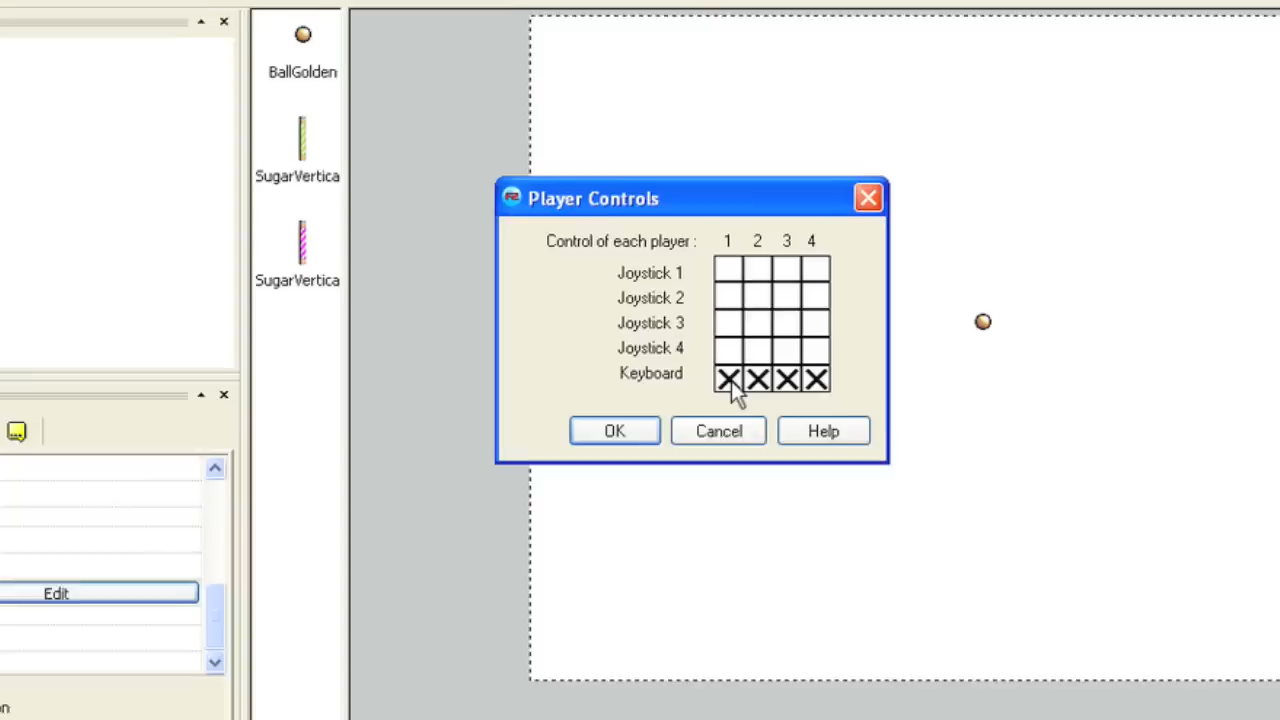 BallGolden
SugarVertica
SugarVertica
Player Controls
Control of each player : 1 2 3 4
Joystick 1
Joystick 2
Joystick 3
Joystick 4
Keyboard
OK Cancel Help
Edit